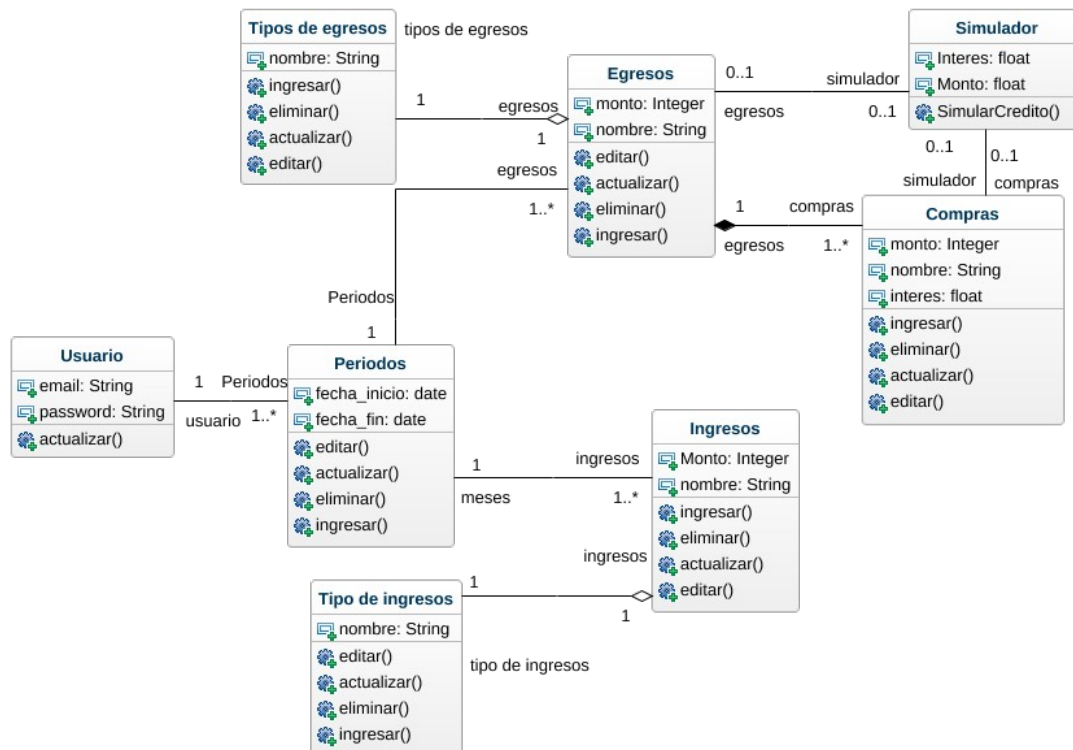 Tipos de egresos
nombre: String
ingresar()
eliminar()
actualizar()
editar()
tipos de egresos
1
egresos
1
Egresos
monto: Integer
nombre: String
editar()
actualizar()
eliminar()
ingresar()
0..1
egresos
simulador
0..1
Simulador
Interes: float
Monto: float
SimularCredito()
0..1
simulador
0..1
compras
egresos
1..*
1
egresos
compras
1..*
Compras
monto: Integer
nombre: String
interes: float
ingresar()
eliminar()
actualizar()
editar()
Periodos
1
Usuario
email: String
password: String
actualizar()
1
usuario
Periodos
1..*
Periodos
fecha_inicio: date
fecha_fin: date
editar()
actualizar()
eliminar()
ingresar()
1
meses
ingresos
1..*
Ingresos
Monto: Integer
nombre: String
ingresar()
eliminar()
actualizar()
editar()
ingresos
1
1
Tipo de ingresos
nombre: String
editar()
actualizar()
eliminar()
ingresar()
tipo de ingresos